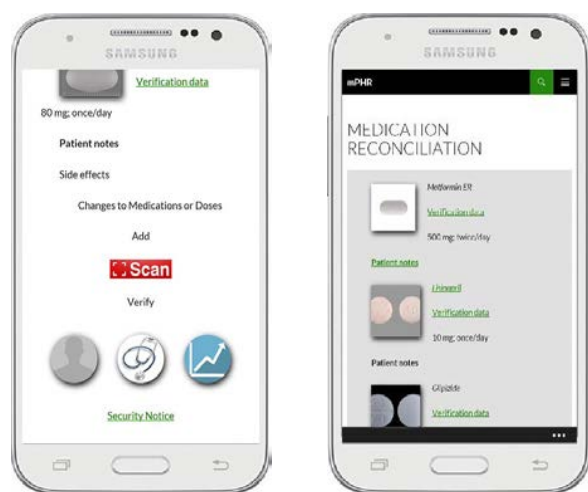 SAMSUNG
Verification data
80 mg; once/day
Patient notes
Side effects
Changes to Medications or Doses
Add
Scan
Verify
Security Notice
SAMSUNG
mPHR
MEDICATION
RECONCILIATION
Metformin ER
Verification data
500 mg; twice/day
Patient notes
Verification data
10 mg; once/day
Patient notes
Glipizide
Verification data